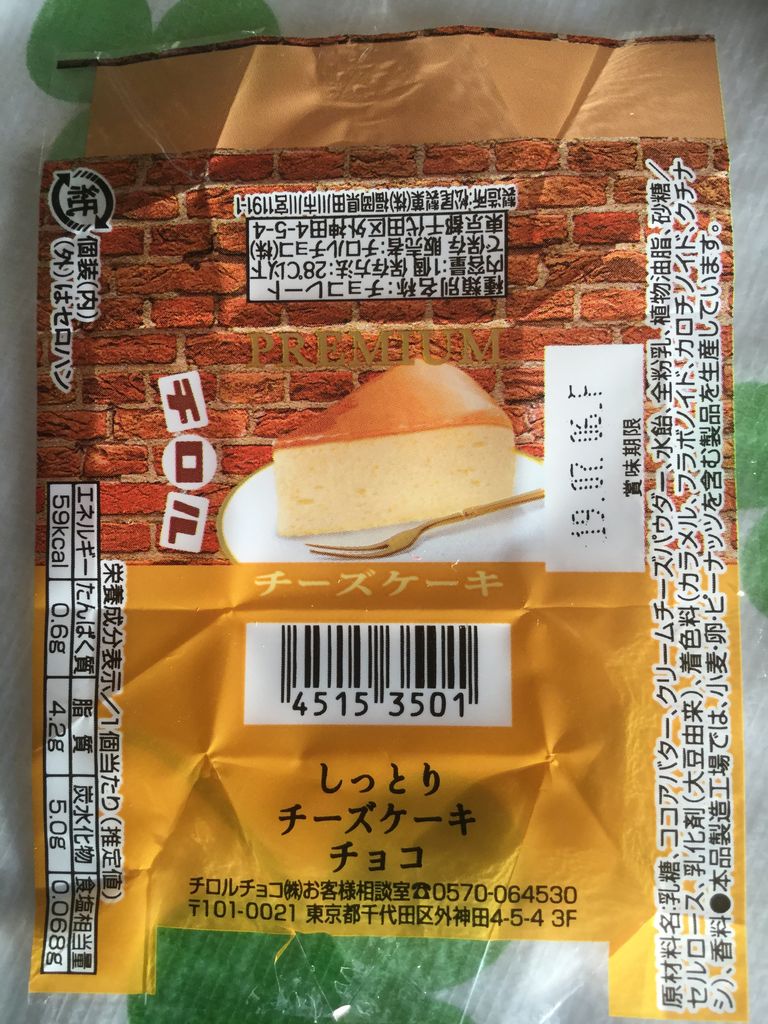 種類別名称:チョコレート
内容量:1個 保存方法:28℃以下
で保存 販売者:チロルチョコ(株)
東京都千代田区外神田4-5-4
製造所:松尾製菓(株)福岡県田川市川宮1191-1
紙
個装(内)
(外)はセロハン
PREMIUM
チロル
賞味期限
19.07.06.F
チーズケーキ
4515 3501
しっとり
チーズケーキ
チョコ
チロルチョコ㈱お客様相談室☎0570-064530
〒101-0021 東京都千代田区外神田4-5-4 3F
栄養成分表示/1個当たり(推定値)
エネルギー たんぱく質 脂質 炭水化物 食塩相当量
59kcal 0.6g 4.2g 5.0g 0.068g
原材料名:乳糖、ココアバター、クリームチーズパウダー、水飴、全粉乳、植物油脂、砂糖/
セルロース、乳化剤(大豆由来)、着色料(カラメル、フラボノイド、カロチノイド、クチナ
シ)、香料●本品製造工場では、小麦・卵・ピーナッツを含む製品を生産しています。